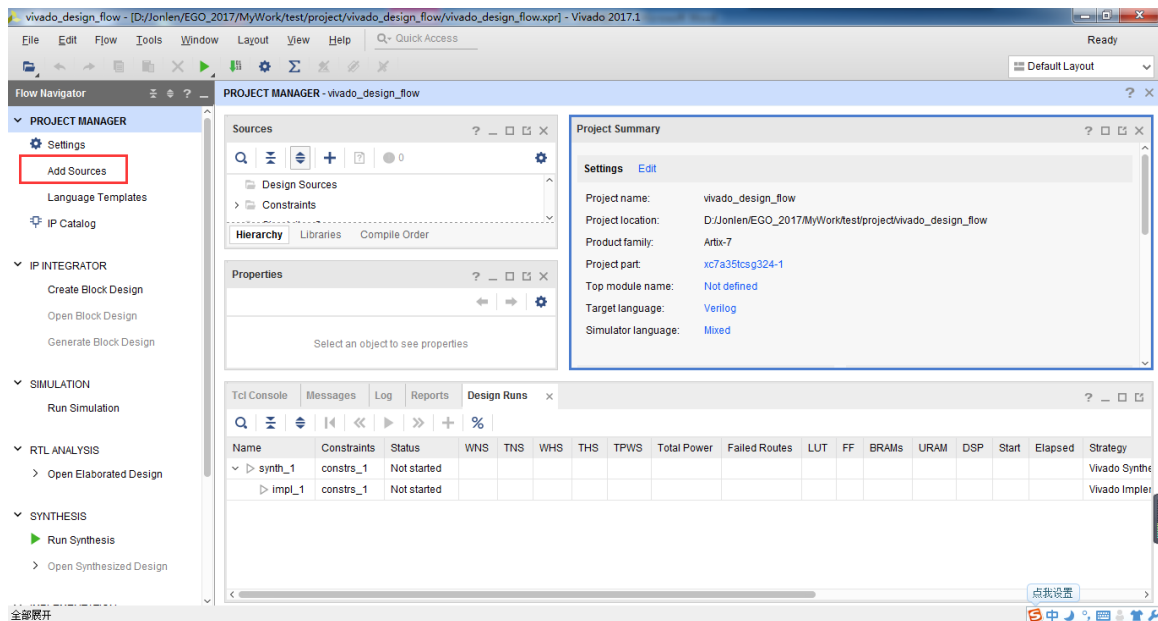 vivado_design_flow - [D:/Jonlen/EGO_2017/MyWork/test/project/vivado_design_flow/vivado_design_flow.xpr] - Vivado 2017.1
File Edit Flow Tools Window Layout View Help Quick Access Ready
Default Layout
Flow Navigator
PROJECT MANAGER - vivado_design_flow
PROJECT MANAGER
Settings
Add Sources
Language Templates
IP Catalog
IP INTEGRATOR
Create Block Design
Open Block Design
Generate Block Design
SIMULATION
Run Simulation
RTL ANALYSIS
Open Elaborated Design
SYNTHESIS
Run Synthesis
Open Synthesized Design
Sources
0
Design Sources
Constraints
Hierarchy Libraries Compile Order
Properties
Select an object to see properties
Project Summary
Settings Edit
Project name: vivado_design_flow
Project location: D:/Jonlen/EGO_2017/MyWork/test/project/vivado_design_flow
Product family: Artix-7
Project part: xc7a35tcsg324-1
Top module name: Not defined
Target language: Verilog
Simulator language: Mixed
Tcl Console Messages Log Reports Design Runs
Name Constraints Status WNS TNS WHS THS TPWS Total Power Failed Routes LUT FF BRAMs URAM DSP Start Elapsed Strategy
synth_1 constrs_1 Not started Vivado Synthe
impl_1 constrs_1 Not started Vivado Impler
点我设置
全部展开
中